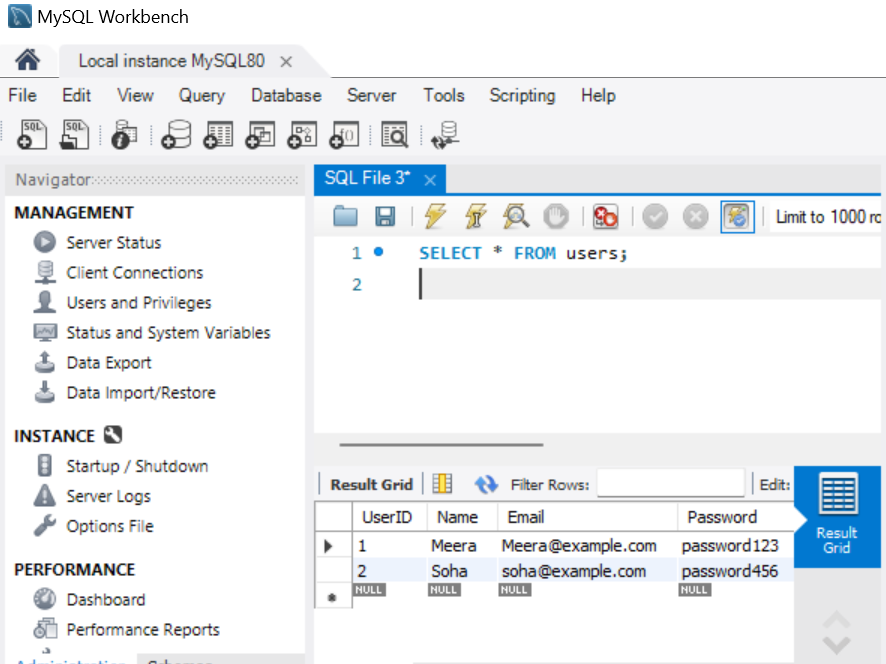 MySQL Workbench
Local instance MySQL80
File Edit View Query Database Server Tools Scripting Help
SQL SQL
Navigator
SQL File 3*
MANAGEMENT
Server Status
Client Connections
Users and Privileges
Status and System Variables
Data Export
Data Import/Restore
INSTANCE
Startup / Shutdown
Server Logs
Options File
PERFORMANCE
Dashboard
Performance Reports
Administration Schemas
Limit to 1000 ro
1 SELECT * FROM users;
2
Result Grid Filter Rows: Edit:
UserID Name Email Password
1 Meera Meera@example.com password123
2 Soha soha@example.com password456
NULL NULL NULL NULL
Result
Grid